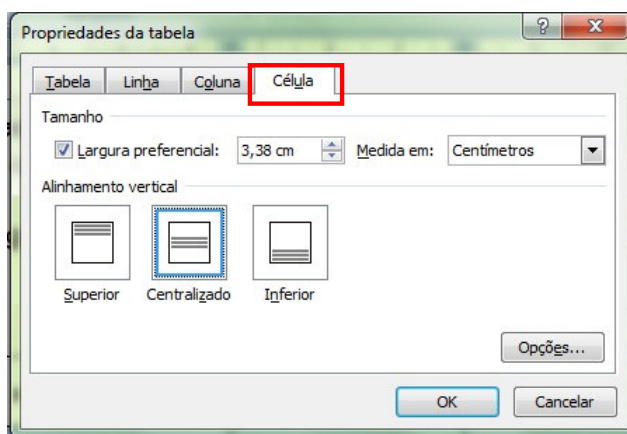 Propriedades da tabela
Tabela Linha Coluna Célula
Tamanho
Largura preferencial: 3,38 cm Medida em: Centímetros
Alinhamento vertical
Superior Centralizado Inferior
Opções...
OK Cancelar